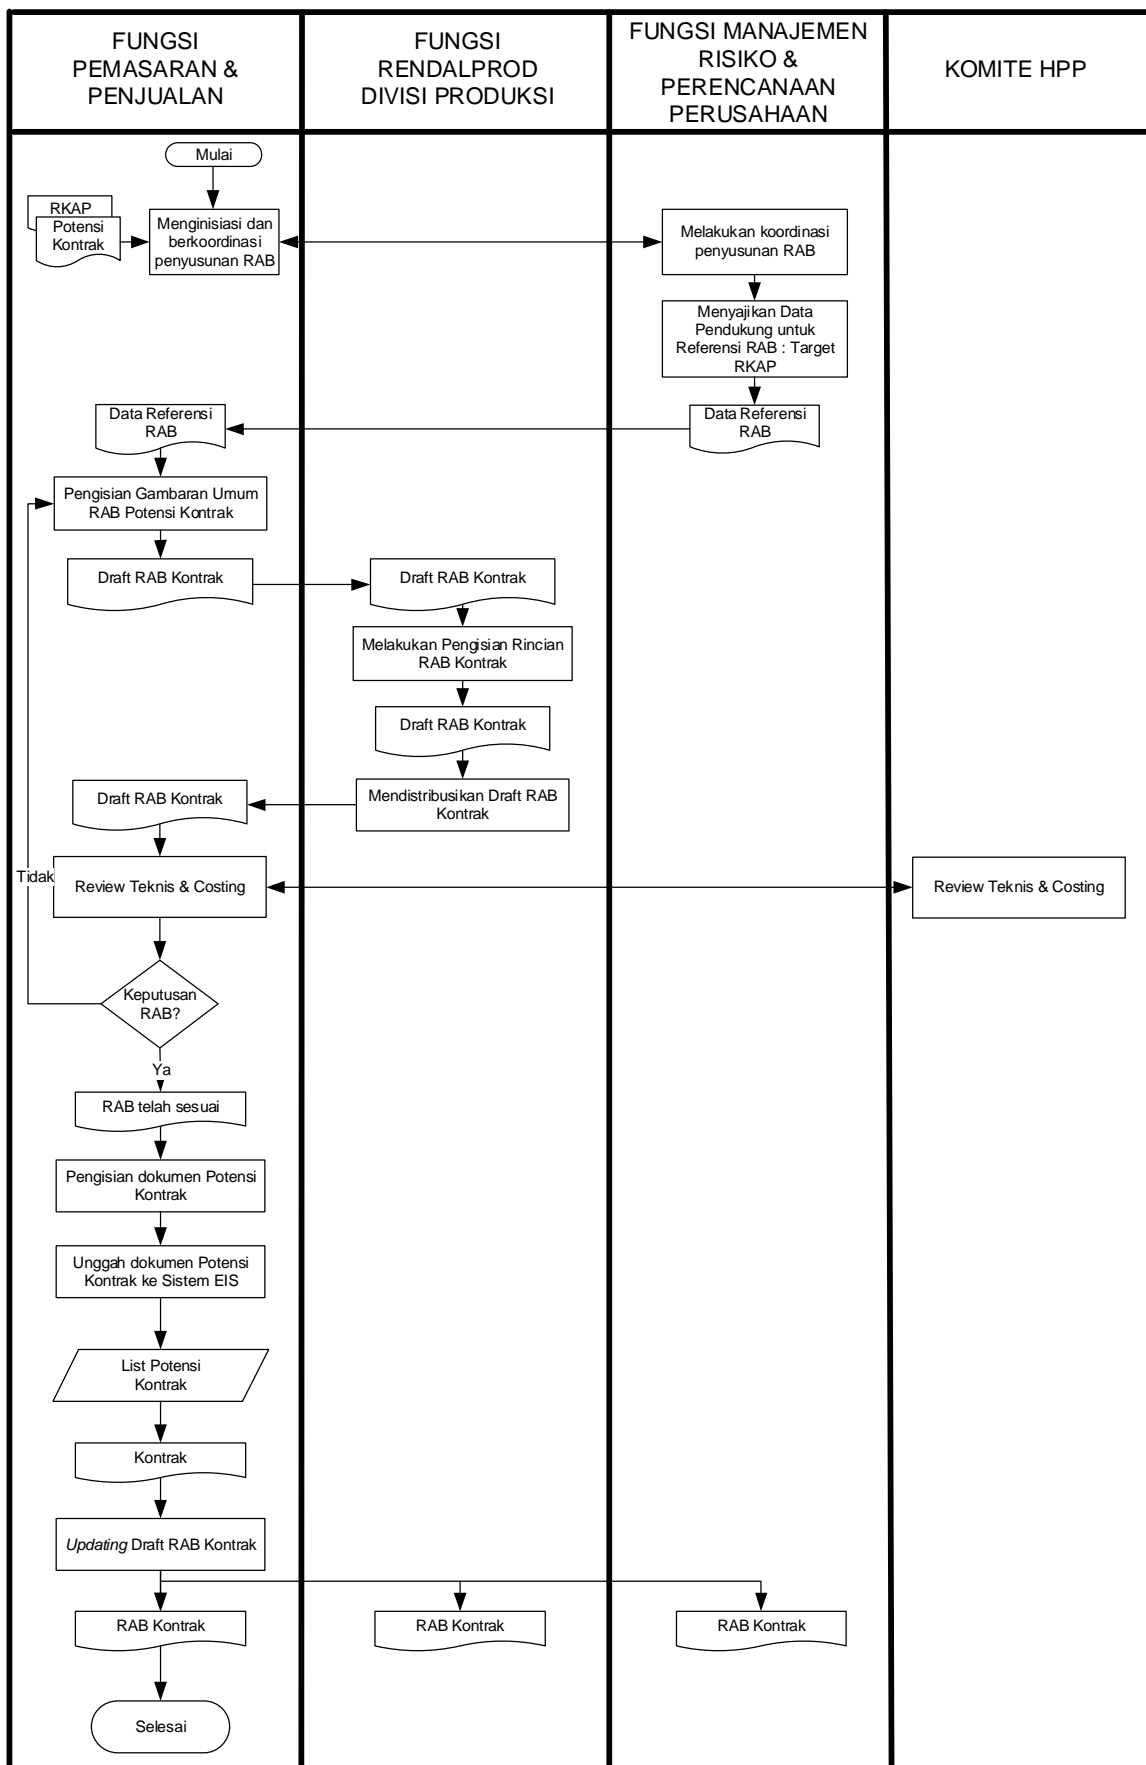 FUNGSI
PEMASARAN &
PENJUALAN
FUNGSI
RENDALPROD
DIVISI PRODUKSI
FUNGSI MANAJEMEN
RISIKO &
PERENCANAAN
PERUSAHAAN
KOMITE HPP
Mulai
RKAP
Potensi
Kontrak
Menginisiasi dan
berkoordinasi
penyusunan RAB
Melakukan koordinasi
penyusunan RAB
Menyajikan Data
Pendukung untuk
Referensi RAB : Target
RKAP
Data Referensi
RAB
Data Referensi
RAB
Pengisian Gambaran Umum
RAB Potensi Kontrak
Draft RAB Kontrak
Draft RAB Kontrak
Melakukan Pengisian Rincian
RAB Kontrak
Draft RAB Kontrak
Mendistribusikan Draft RAB
Kontrak
Draft RAB Kontrak
Tidak
Review Teknis & Costing
Review Teknis & Costing
Keputusan
RAB?
Ya
RAB telah sesuai
Pengisian dokumen Potensi
Kontrak
Unggah dokumen Potensi
Kontrak ke Sistem EIS
List Potensi
Kontrak
Kontrak
Updating Draft RAB Kontrak
RAB Kontrak
RAB Kontrak
RAB Kontrak
Selesai